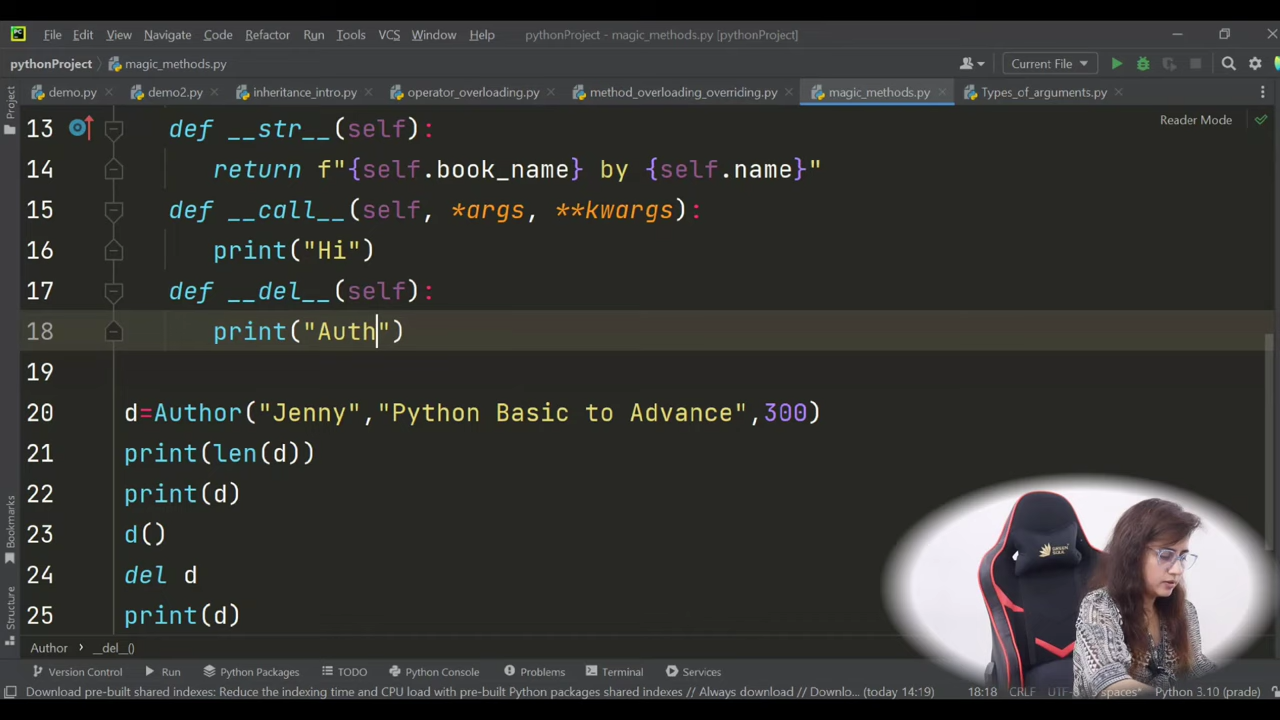 File Edit View Navigate Code Refactor Run Tools VCS Window Help pythonProject - magic_methods.py [pythonProject]
pythonProject magic_methods.py Current File
demo.py demo2.py inheritance_intro.py operator_overloading.py method_overloading_overriding.py magic_methods.py Types_of_arguments.py
Project
Reader Mode
13 def __str__(self):
14 return f"{self.book_name} by {self.name}"
15 def __call__(self, *args, **kwargs):
16 print("Hi")
17 def __del__(self):
18 print("Auth")
19
20 d=Author("Jenny","Python Basic to Advance",300)
21 print(len(d))
22 print(d)
23 d()
24 del d
25 print(d)
Bookmarks
Structure
Author __del__()
Version Control Run Python Packages TODO Python Console Problems Terminal Services
Download pre-built shared indexes: Reduce the indexing time and CPU load with pre-built Python packages shared indexes // Always download // Downlo... (today 14:19) 18:18 CRLF Python 3.10 (prade)